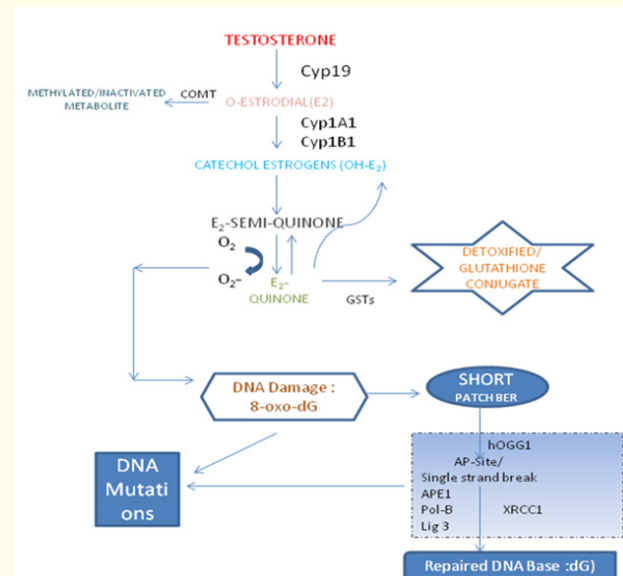 TESTOSTERONE
Cyp19
METHYLATED/INACTIVATED
METABOLITE
COMT
O-ESTRODIAL(E2)
Cyp1A1
Cyp1B1
CATECHOL ESTROGENS (OH-E₂)
E₂-SEMI-QUINONE
O₂
O₂-
E₂-
QUINONE
GSTs
DETOXIFIED/
GLUTATHIONE
CONJUGATE
DNA Damage :
8-oxo-dG
SHORT
PATCH BER
hOGG1
AP-Site/
Single strand break
APE1
Pol-B
XRCC1
Lig 3
DNA
Mutati
ons
Repaired DNA Base :dG)